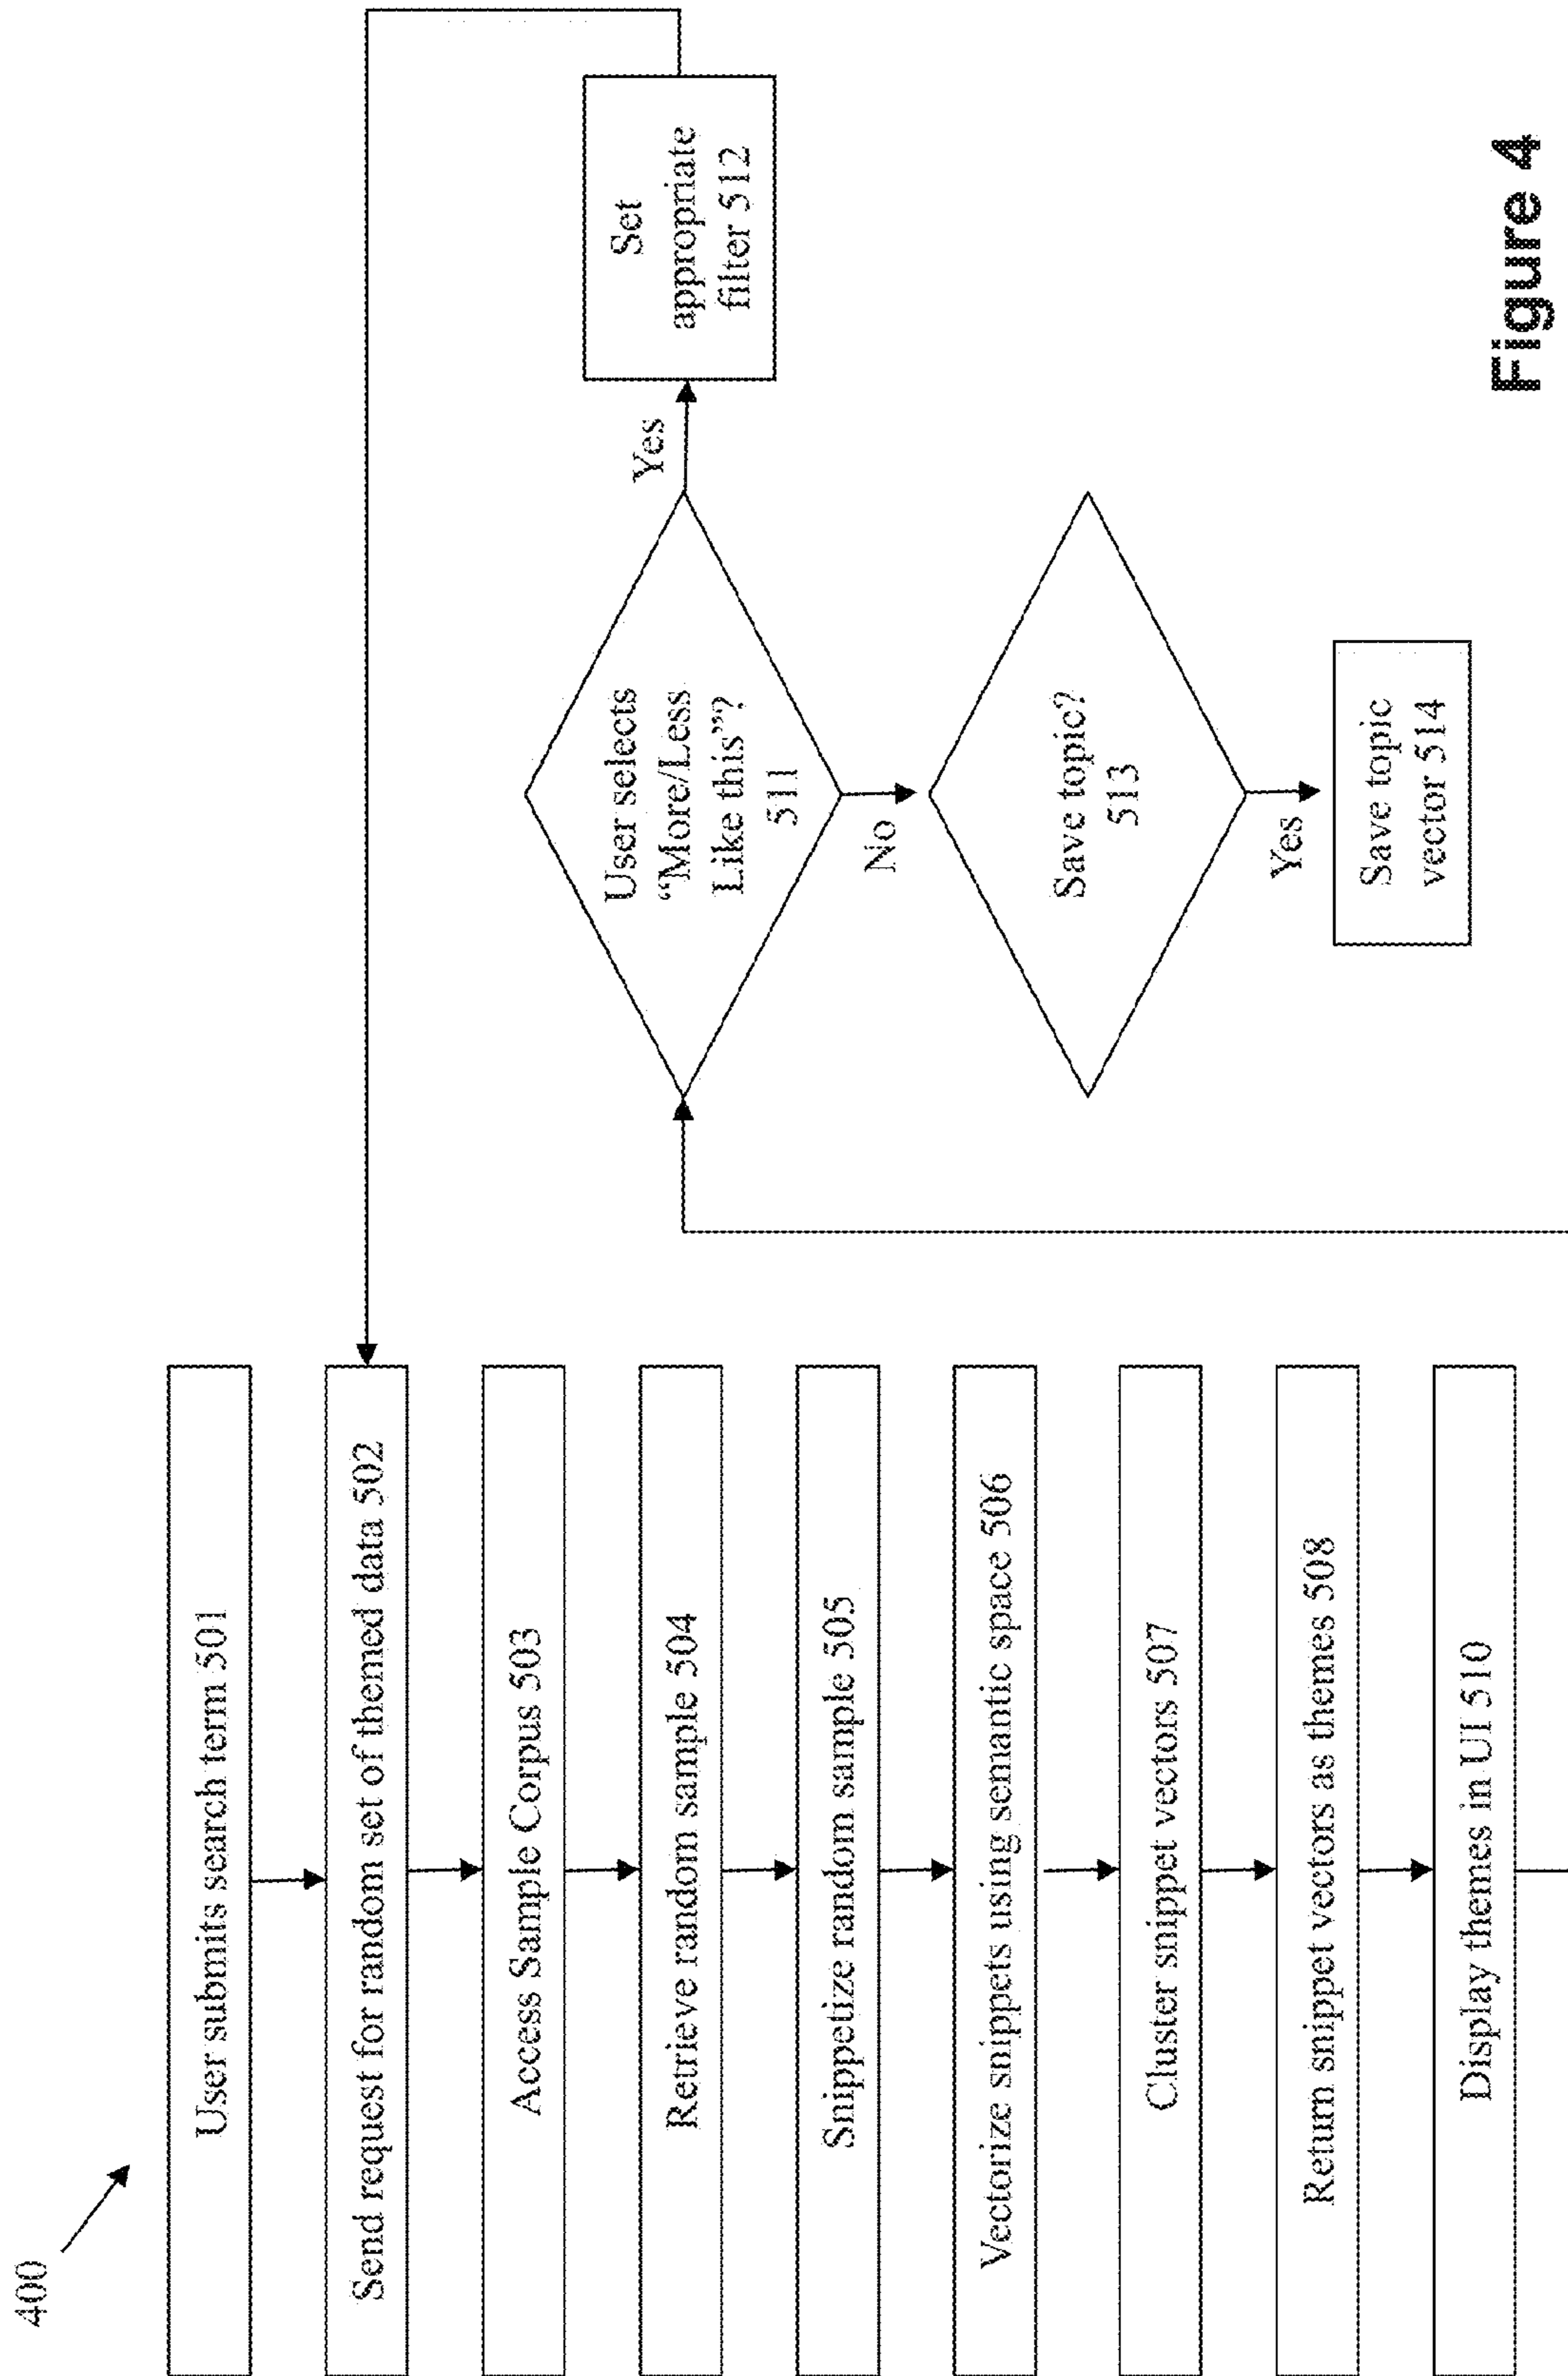 400
User submits search term 501
Send request for random set of themed data 502
Access Sample Corpus 503
Retrieve random sample 504
Snippetize random sample 505
Vectorize snippets using semantic space 506
Cluster snippet vectors 507
Return snippet vectors as themes 508
Display themes in UI 510
User selects
“More/Less
Like this”?
511
Yes
Set
appropriate
filter 512
No
Save topic?
513
Yes
Save topic
vector 514
Figure 4